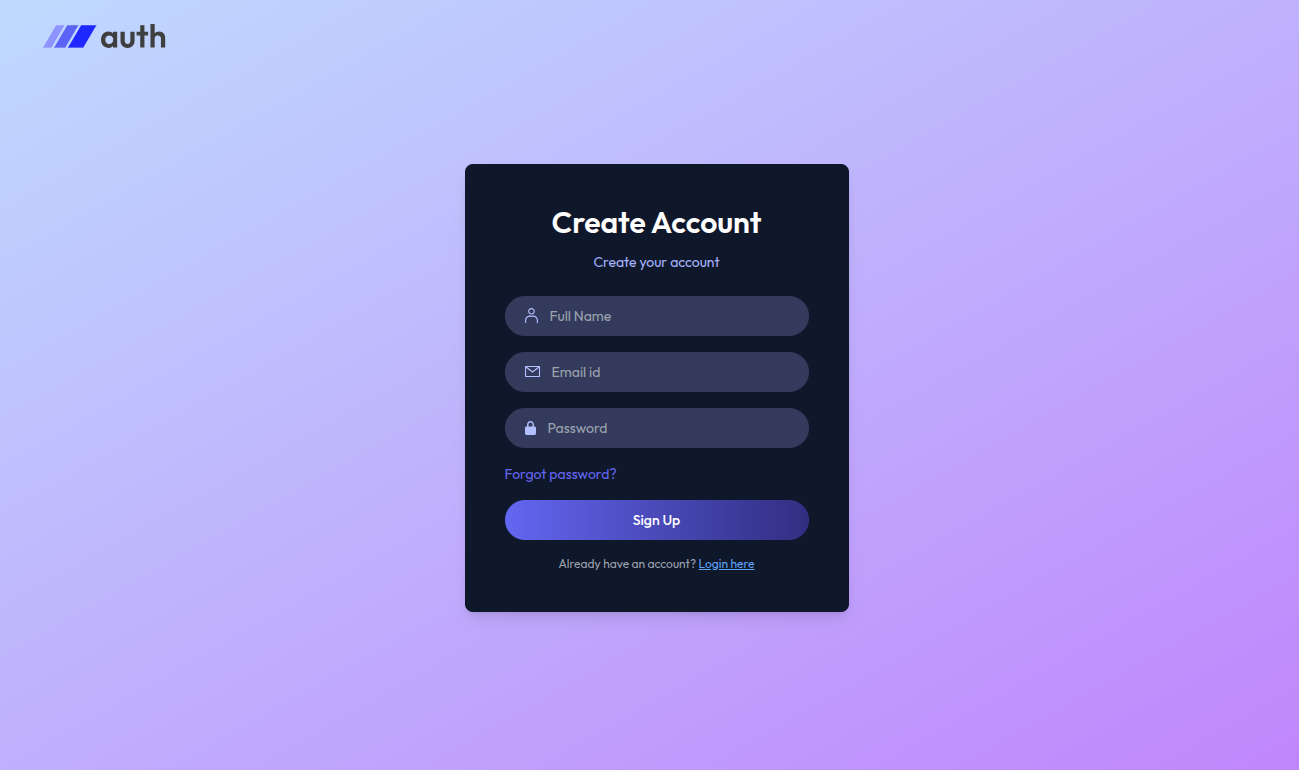 auth
Create Account
Create your account
Full Name
Email id
Password
Forgot password?
Sign Up
Already have an account? Login here